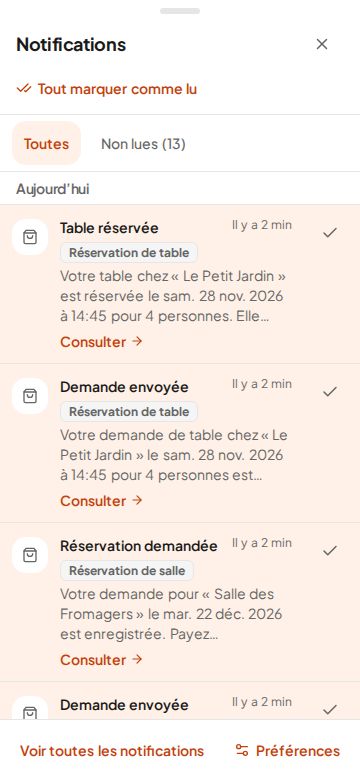 Notifications
Tout marquer comme lu
Toutes
Non lues (13)
Aujourd'hui
Table réservée
Il y a 2 min
Réservation de table
Votre table chez « Le Petit Jardin »
est réservée le sam. 28 nov. 2026
à 14:45 pour 4 personnes. Elle…
Consulter →
Demande envoyée
Il y a 2 min
Réservation de table
Votre demande de table chez « Le
Petit Jardin » le sam. 28 nov. 2026
à 14:45 pour 4 personnes est…
Consulter →
Réservation demandée
Il y a 2 min
Réservation de salle
Votre demande pour « Salle des
Fromagers » le mar. 22 déc. 2026
est enregistrée. Payez…
Consulter →
Demande envoyée
Il y a 2 min
Voir toutes les notifications
Préférences